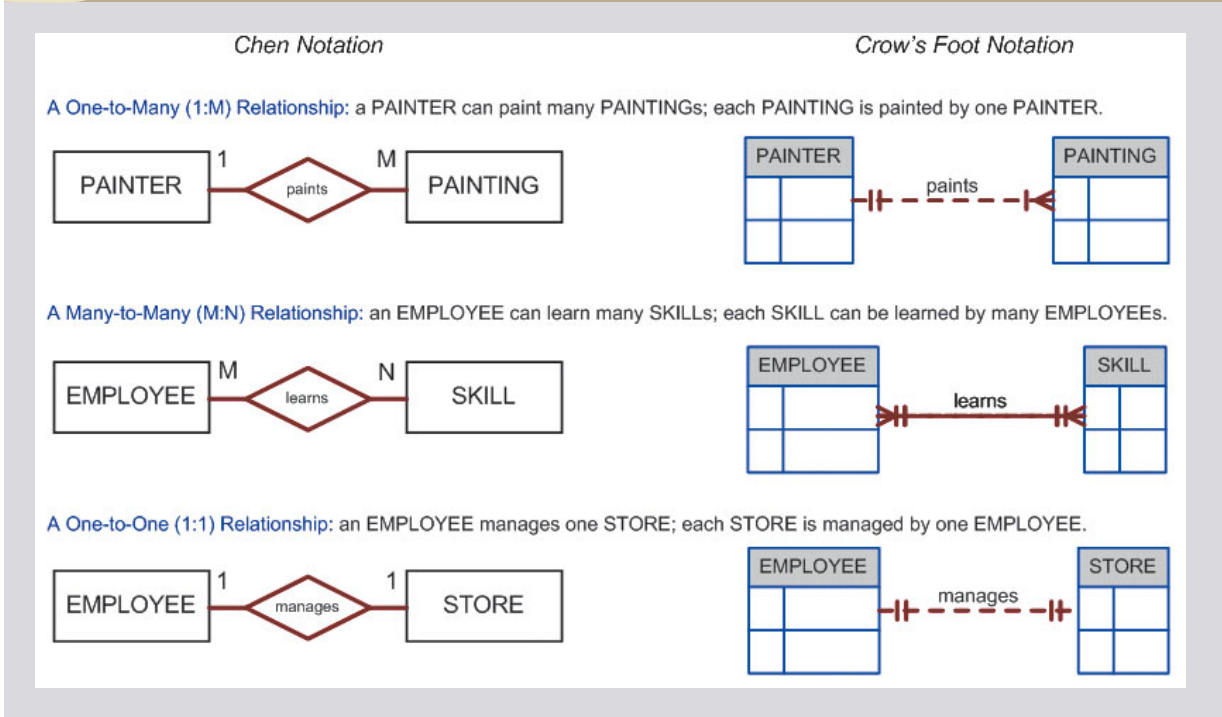 Chen Notation
Crow's Foot Notation
A One-to-Many (1:M) Relationship: a PAINTER can paint many PAINTINGs; each PAINTING is painted by one PAINTER.
PAINTER
1
paints
M
PAINTING
PAINTER
paints
PAINTING
A Many-to-Many (M:N) Relationship: an EMPLOYEE can learn many SKILLs; each SKILL can be learned by many EMPLOYEEs.
EMPLOYEE
M
learns
N
SKILL
EMPLOYEE
learns
SKILL
A One-to-One (1:1) Relationship: an EMPLOYEE manages one STORE; each STORE is managed by one EMPLOYEE.
EMPLOYEE
1
manages
1
STORE
EMPLOYEE
manages
STORE